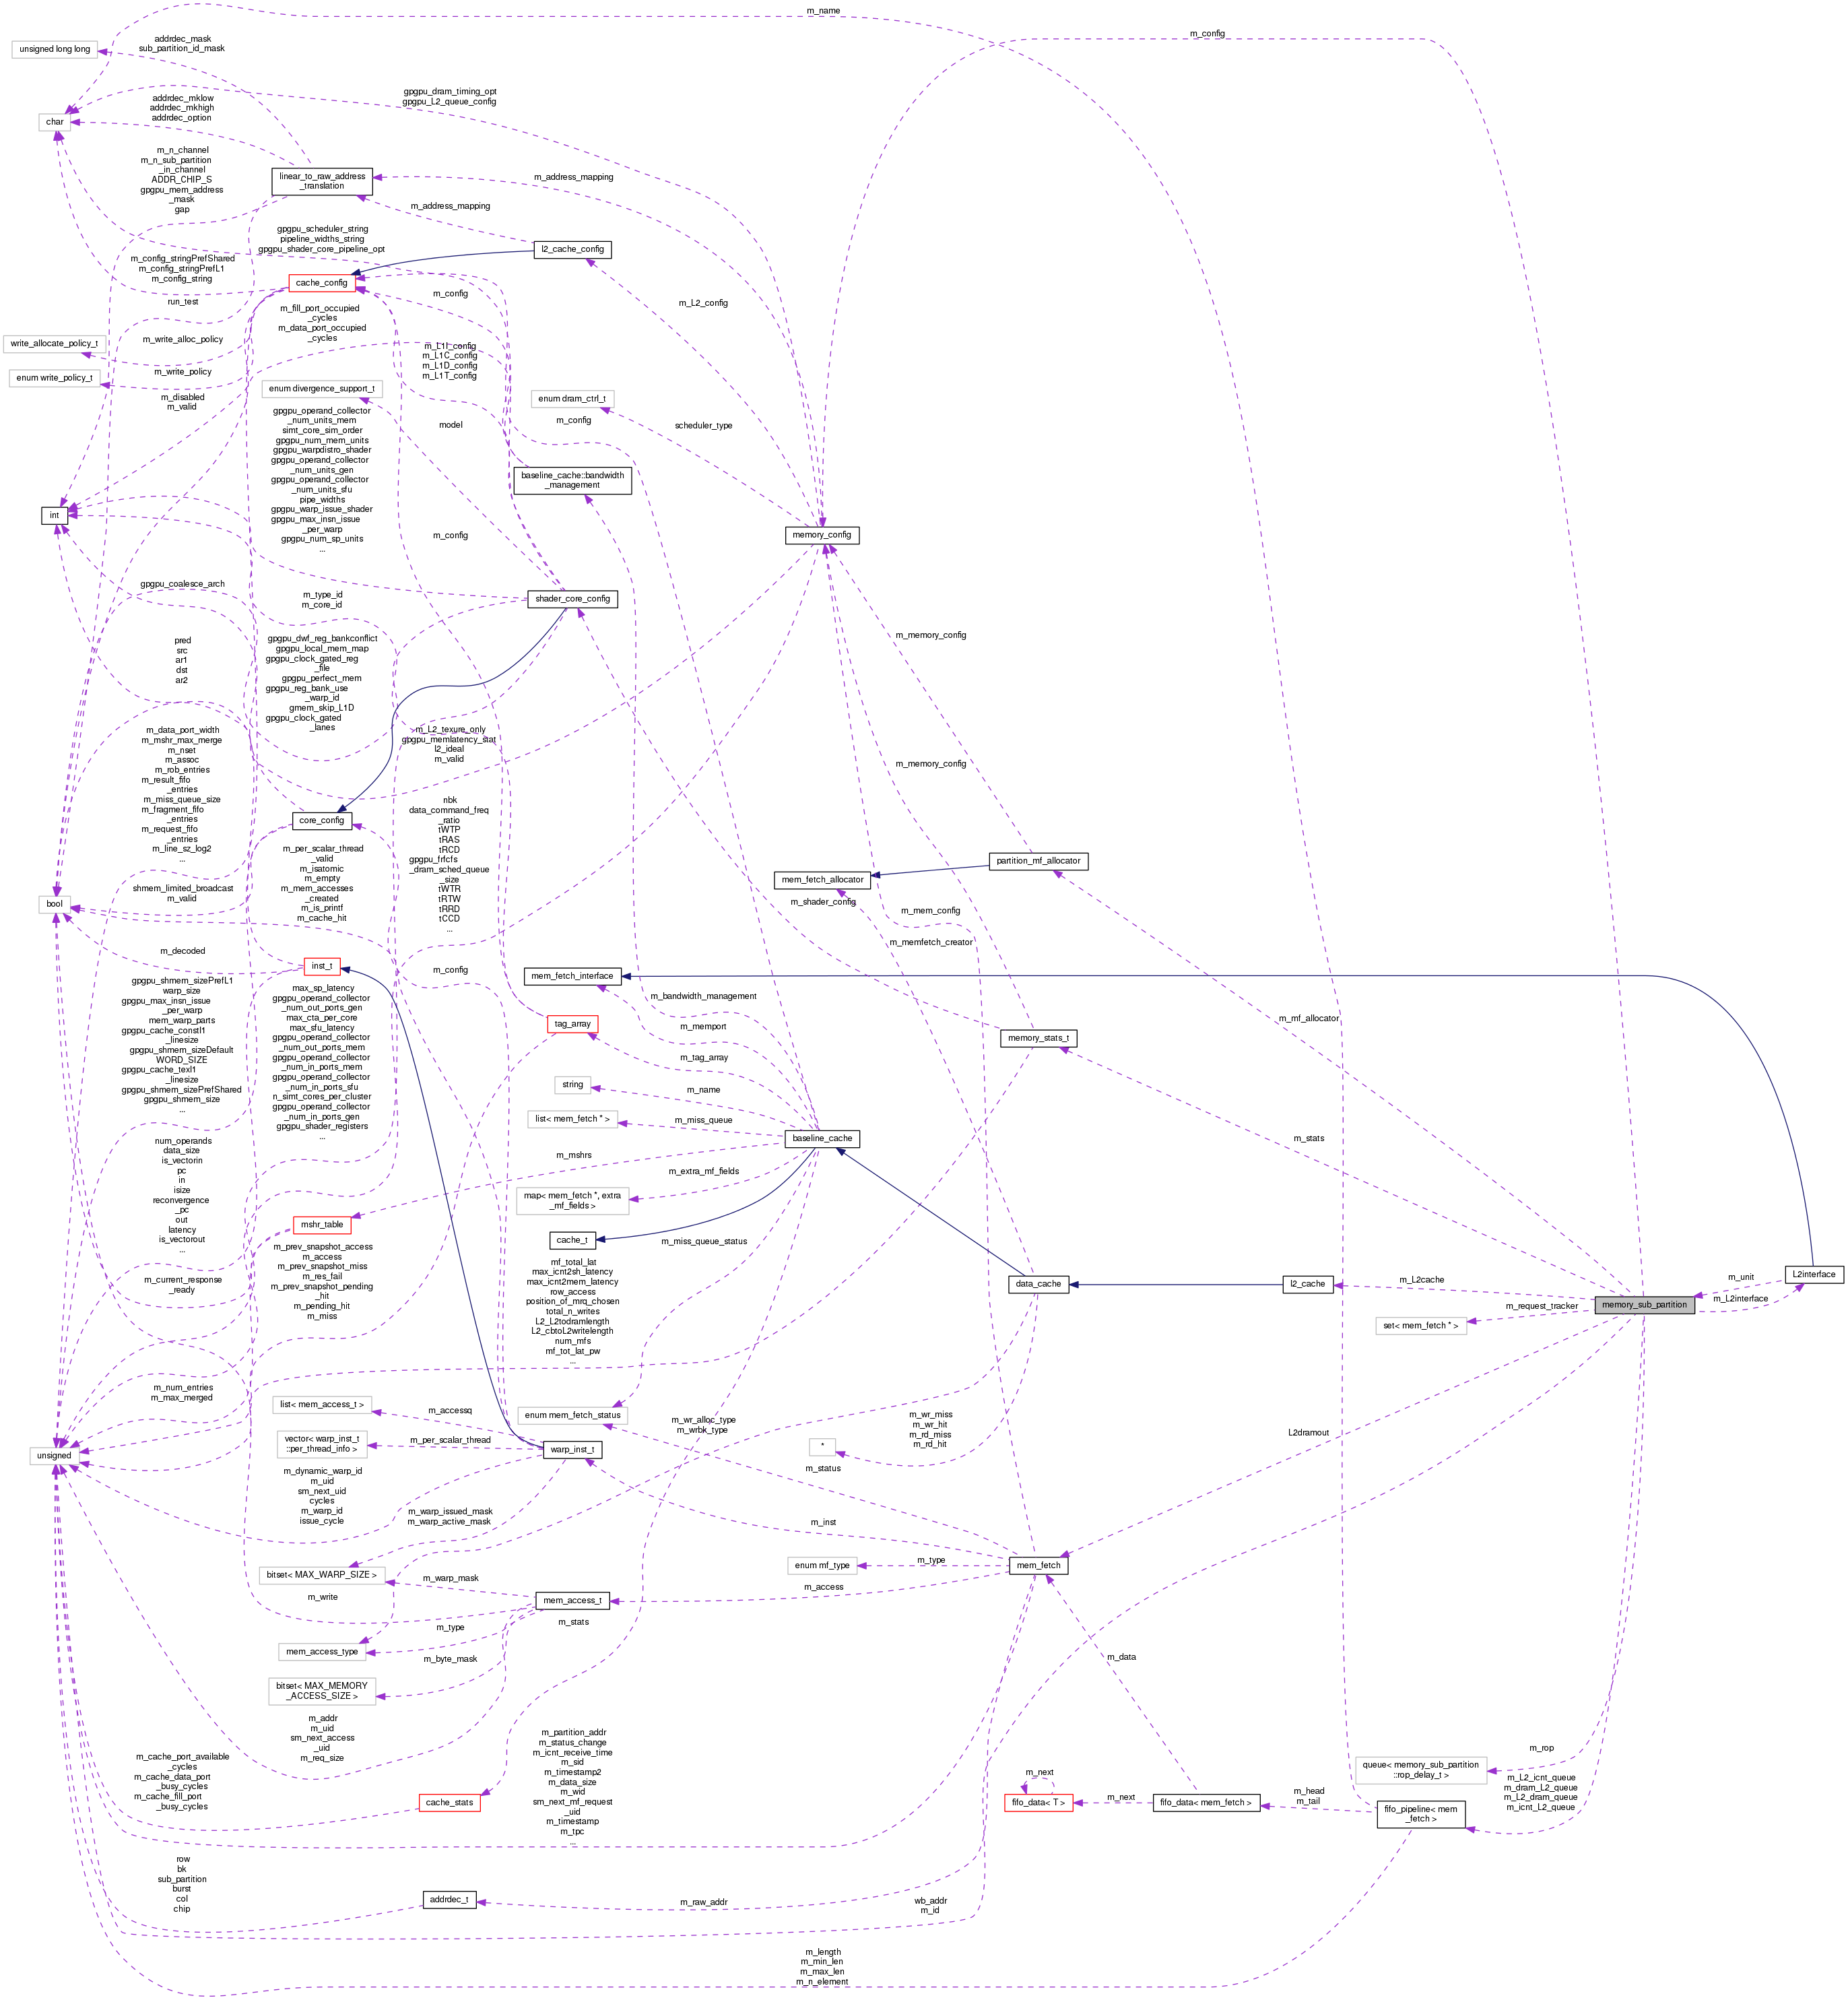 m_name
unsigned long long
addrdec_mask
sub_partition_id_mask
m_config
char
addrdec_mklow
addrdec_mkhigh
addrdec_option
gpgpu_dram_timing_opt
gpgpu_L2_queue_config
m_n_channel
m_n_sub_partition
_in_channel
ADDR_CHIP_S
gpgpu_mem_address
_mask
gap
linear_to_raw_address
_translation
m_address_mapping
m_address_mapping
gpgpu_scheduler_string
pipeline_widths_string
gpgpu_shader_core_pipeline_opt
l2_cache_config
m_config_stringPrefShared
m_config_stringPrefL1
m_config_string
cache_config
m_config
m_L2_config
run_test
m_fill_port_occupied
_cycles
m_data_port_occupied
_cycles
write_allocate_policy_t
m_write_alloc_policy
m_L1I_config
m_L1C_config
m_L1D_config
m_L1T_config
enum write_policy_t
m_write_policy
enum divergence_support_t
enum dram_ctrl_t
m_disabled
m_valid
model
m_config
scheduler_type
gpgpu_operand_collector
_num_units_mem
simt_core_sim_order
gpgpu_num_mem_units
gpgpu_warpdistro_shader
gpgpu_operand_collector
_num_units_gen
gpgpu_operand_collector
_num_units_sfu
pipe_widths
gpgpu_warp_issue_shader
gpgpu_max_insn_issue
_per_warp
gpgpu_num_sp_units
...
baseline_cache::bandwidth
_management
int
m_config
memory_config
gpgpu_coalesce_arch
m_type_id
m_core_id
shader_core_config
pred
src
ar1
dst
ar2
gpgpu_dwf_reg_bankconflict
gpgpu_local_mem_map
gpgpu_clock_gated_reg
_file
gpgpu_perfect_mem
gpgpu_reg_bank_use
_warp_id
gmem_skip_L1D
gpgpu_clock_gated
_lanes
m_memory_config
m_data_port_width
m_mshr_max_merge
m_nset
m_assoc
m_rob_entries
m_result_fifo
_entries
m_miss_queue_size
m_fragment_fifo
_entries
m_request_fifo
_entries
m_line_sz_log2
...
m_L2_texure_only
gpgpu_memlatency_stat
l2_ideal
m_valid
m_memory_config
core_config
nbk
data_command_freq
_ratio
tWTP
tRAS
tRCD
gpgpu_frfcfs
_dram_sched_queue
_size
tWTR
tRTW
tRRD
tCCD
...
m_per_scalar_thread
_valid
m_isatomic
m_empty
m_mem_accesses
_created
m_is_printf
m_cache_hit
partition_mf_allocator
mem_fetch_allocator
m_shader_config
bool
shmem_limited_broadcast
m_valid
m_mem_config
m_memfetch_creator
m_decoded
inst_t
m_config
mem_fetch_interface
gpgpu_shmem_sizePrefL1
warp_size
gpgpu_max_insn_issue
_per_warp
mem_warp_parts
gpgpu_cache_constl1
_linesize
gpgpu_shmem_sizeDefault
WORD_SIZE
gpgpu_cache_texl1
_linesize
gpgpu_shmem_sizePrefShared
gpgpu_shmem_size
...
max_sp_latency
gpgpu_operand_collector
_num_out_ports_gen
max_cta_per_core
max_sfu_latency
gpgpu_operand_collector
_num_out_ports_mem
gpgpu_operand_collector
_num_in_ports_mem
gpgpu_operand_collector
_num_in_ports_sfu
n_simt_cores_per_cluster
gpgpu_operand_collector
_num_in_ports_gen
gpgpu_shader_registers
...
m_bandwidth_management
m_memport
tag_array
m_mf_allocator
memory_stats_t
m_tag_array
string
m_name
list< mem_fetch * >
m_miss_queue
baseline_cache
m_stats
m_mshrs
num_operands
data_size
is_vectorin
pc
in
isize
reconvergence
_pc
out
latency
is_vectorout
...
m_extra_mf_fields
map< mem_fetch *, extra
_mf_fields >
mshr_table
cache_t
m_miss_queue_status
m_current_response
_ready
m_prev_snapshot_access
m_access
m_prev_snapshot_miss
m_res_fail
m_prev_snapshot_pending
_hit
m_pending_hit
m_miss
mf_total_lat
max_icnt2sh_latency
max_icnt2mem_latency
row_access
position_of_mrq_chosen
total_n_writes
L2_L2todramlength
L2_cbtoL2writelength
num_mfs
mf_tot_lat_pw
...
data_cache
l2_cache
m_L2cache
m_unit
L2interface
m_L2interface
memory_sub_partition
m_request_tracker
set< mem_fetch * >
m_num_entries
m_max_merged
list< mem_access_t >
m_accessq
enum mem_fetch_status
m_wr_alloc_type
m_wrbk_type
m_wr_miss
m_wr_hit
m_rd_miss
m_rd_hit
*
L2dramout
unsigned
vector< warp_inst_t
::per_thread_info >
m_per_scalar_thread
warp_inst_t
m_status
m_dynamic_warp_id
m_uid
sm_next_uid
cycles
m_warp_id
issue_cycle
m_warp_issued_mask
m_warp_active_mask
m_inst
bitset< MAX_WARP_SIZE >
m_warp_mask
enum mf_type
m_type
mem_fetch
m_access
m_write
mem_access_t
m_stats
m_type
mem_access_type
m_byte_mask
bitset< MAX_MEMORY
_ACCESS_SIZE >
m_data
m_addr
m_uid
sm_next_access
_uid
m_req_size
m_partition_addr
m_status_change
m_icnt_receive_time
m_sid
m_timestamp2
m_data_size
m_wid
sm_next_mf_request
_uid
m_timestamp
m_tpc
...
m_rop
queue< memory_sub_partition
::rop_delay_t >
m_cache_port_available
_cycles
m_cache_data_port
_busy_cycles
m_cache_fill_port
_busy_cycles
cache_stats
m_next
fifo_data< T >
m_next
fifo_data< mem_fetch >
m_head
m_tail
m_L2_icnt_queue
m_dram_L2_queue
m_L2_dram_queue
m_icnt_L2_queue
fifo_pipeline< mem
_fetch >
row
bk
sub_partition
burst
col
chip
addrdec_t
m_raw_addr
wb_addr
m_id
m_length
m_min_len
m_max_len
m_n_element